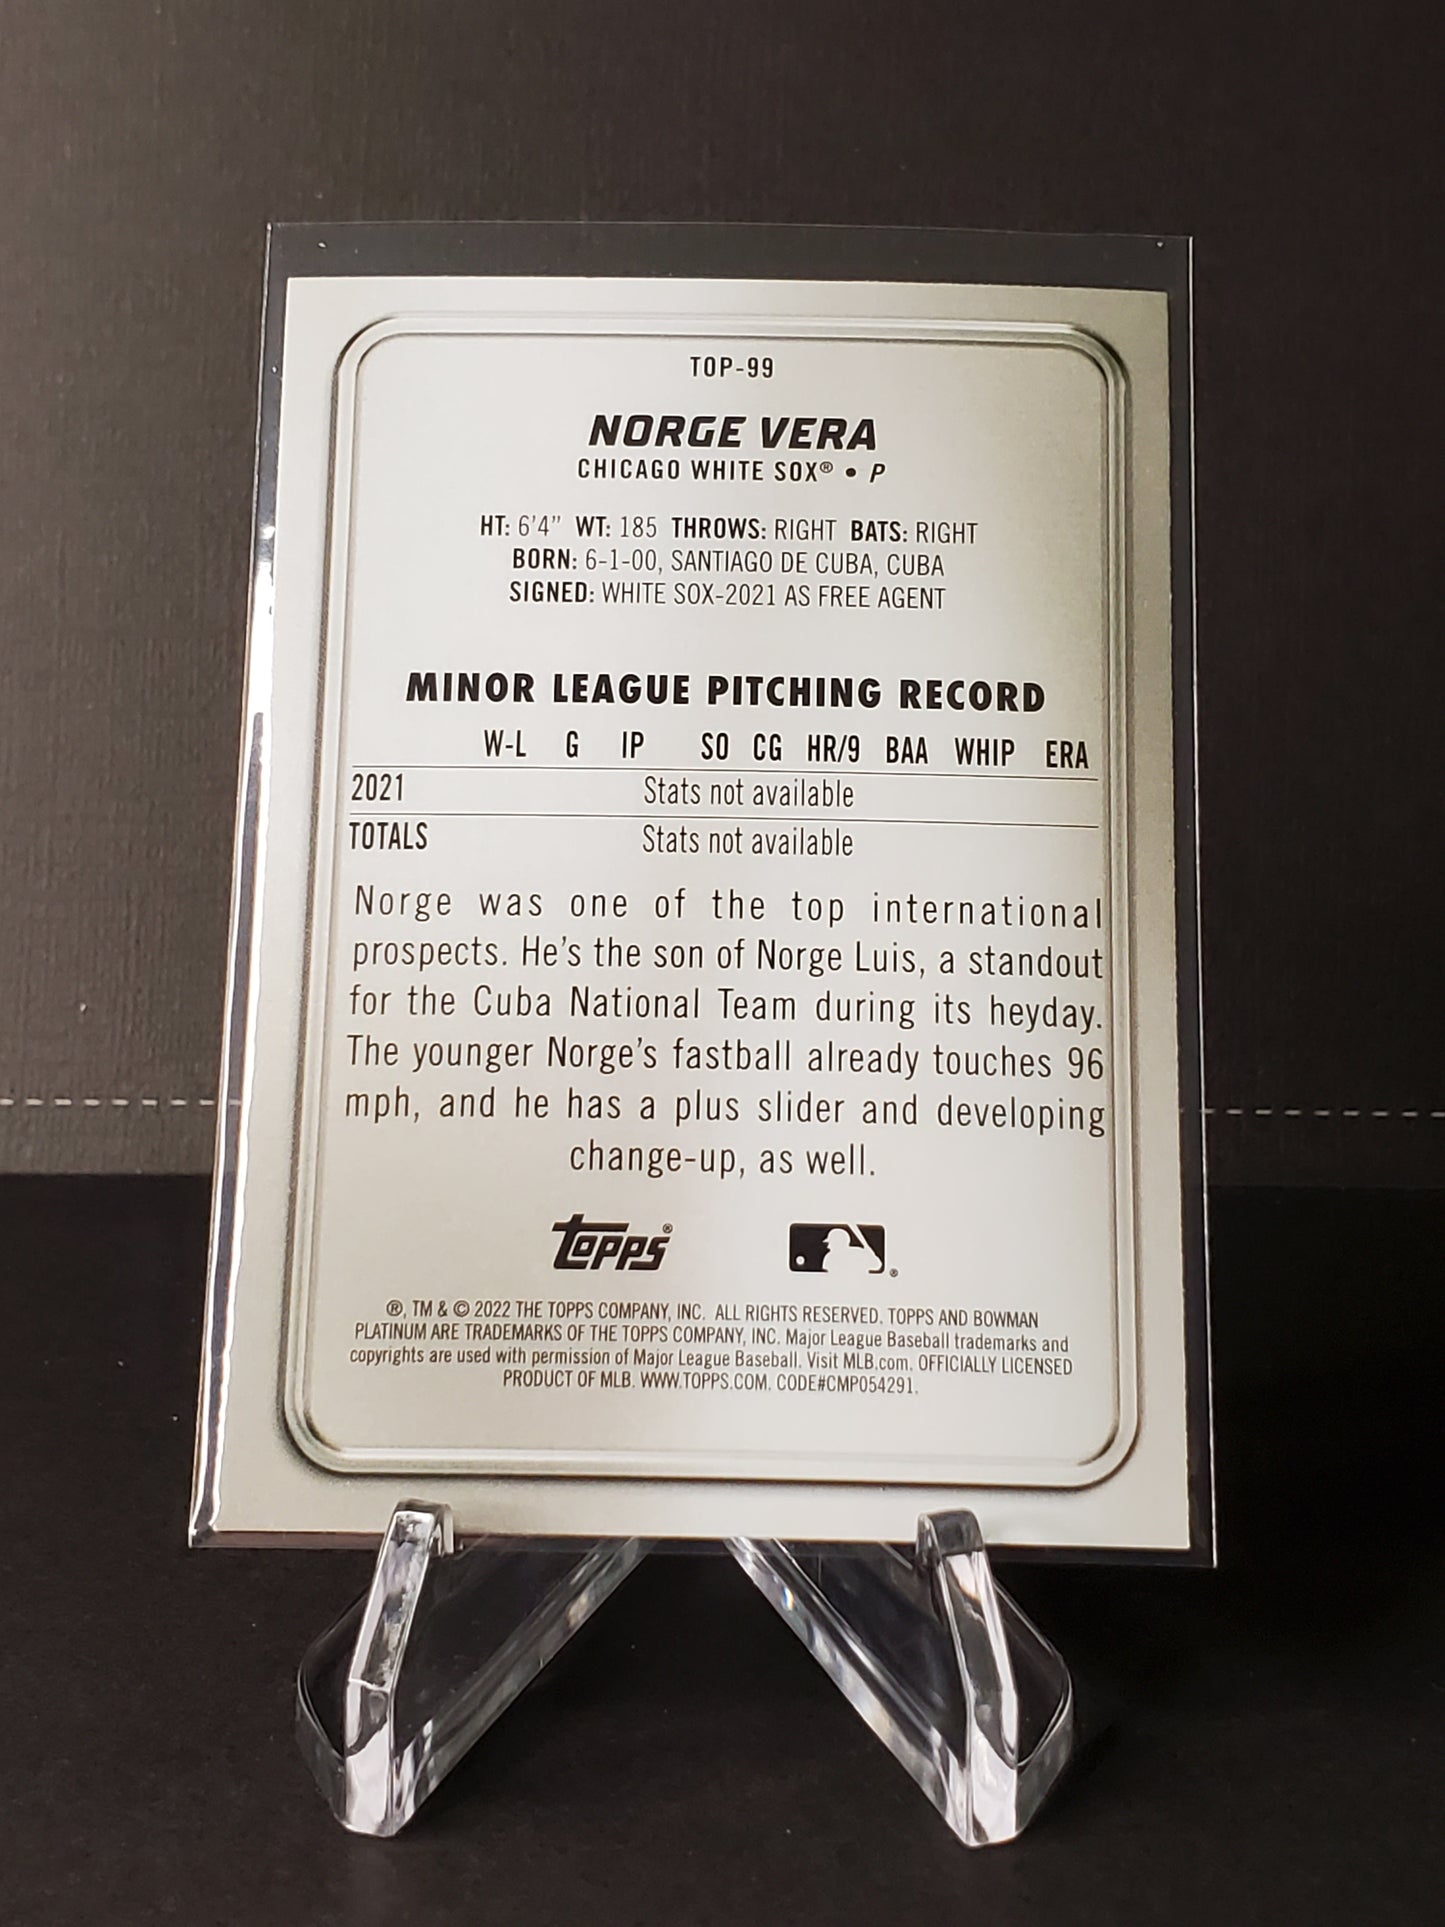 TOP-99
NORGE VERA
CHICAGO WHITE SOX® • P
HT: 6'4" WT: 185 THROWS: RIGHT BATS: RIGHT
BORN: 6-1-00, SANTIAGO DE CUBA, CUBA
SIGNED: WHITE SOX-2021 AS FREE AGENT
MINOR LEAGUE PITCHING RECORD
W-L G IP SO CG HR/9 BAA WHIP ERA
2021 Stats not available
TOTALS Stats not available
Norge was one of the top international
prospects. He's the son of Norge Luis, a standout
for the Cuba National Team during its heyday.
The younger Norge's fastball already touches 96
mph, and he has a plus slider and developing
change-up, as well.
topps®
®
®, TM & © 2022 THE TOPPS COMPANY, INC. ALL RIGHTS RESERVED. TOPPS AND BOWMAN
PLATINUM ARE TRADEMARKS OF THE TOPPS COMPANY, INC. Major League Baseball trademarks and
copyrights are used with permission of Major League Baseball. Visit MLB.com. OFFICIALLY LICENSED
PRODUCT OF MLB. WWW.TOPPS.COM. CODE#CMP054291.